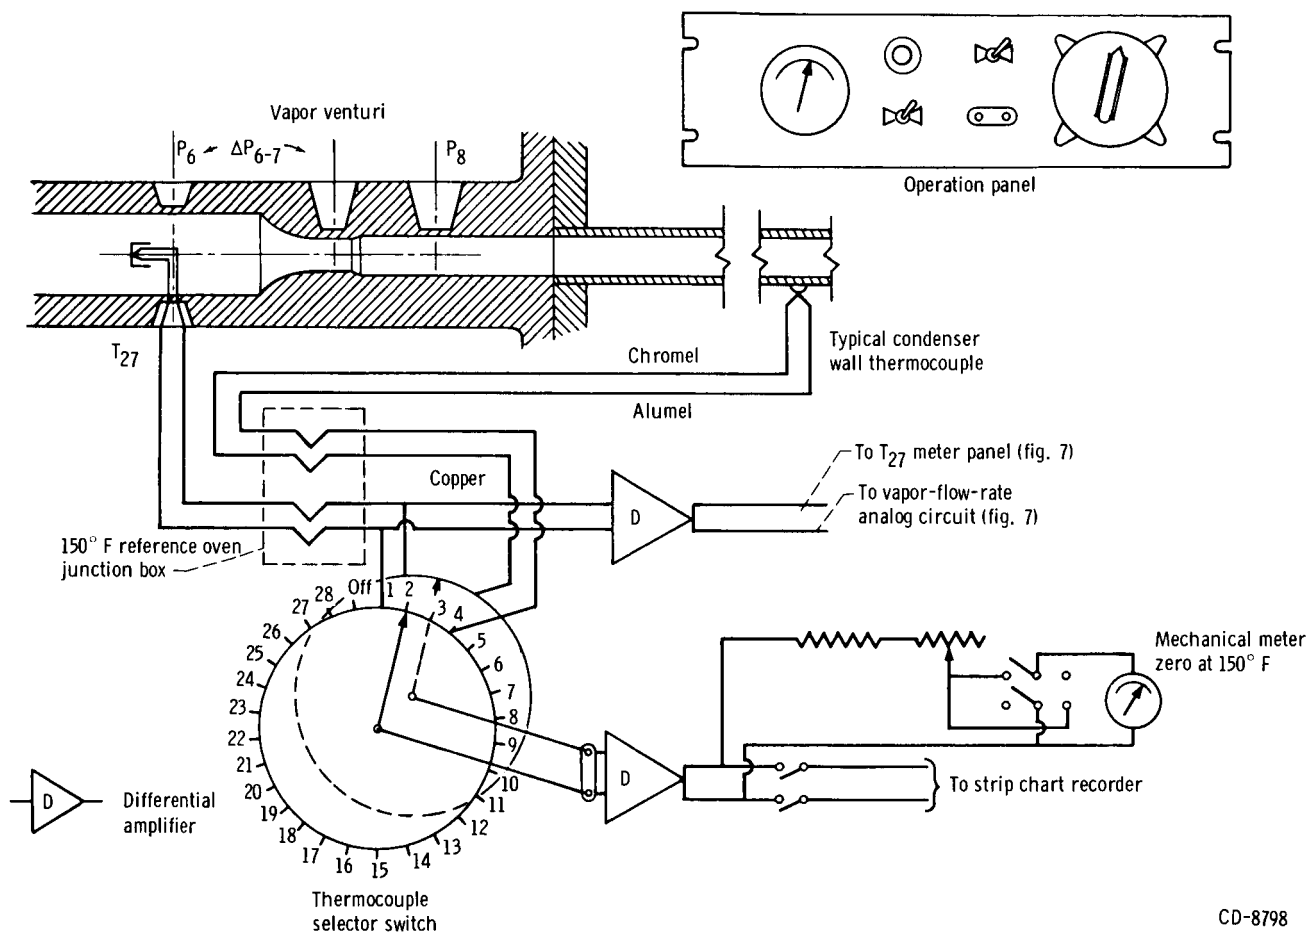 Vapor venturi
P6
ΔP6-7
P8
Operation panel
T27
Chromel
Alumel
Typical condenser
wall thermocouple
Copper
D
To T27 meter panel (fig. 7)
To vapor-flow-rate
analog circuit (fig. 7)
150° F reference oven
junction box
Off
1
2
3
4
5
6
7
8
9
10
11
12
13
14
15
16
17
18
19
20
21
22
23
24
25
26
27
28
Thermocouple
selector switch
D
Mechanical meter
zero at 150° F
To strip chart recorder
D
Differential
amplifier
CD-8798